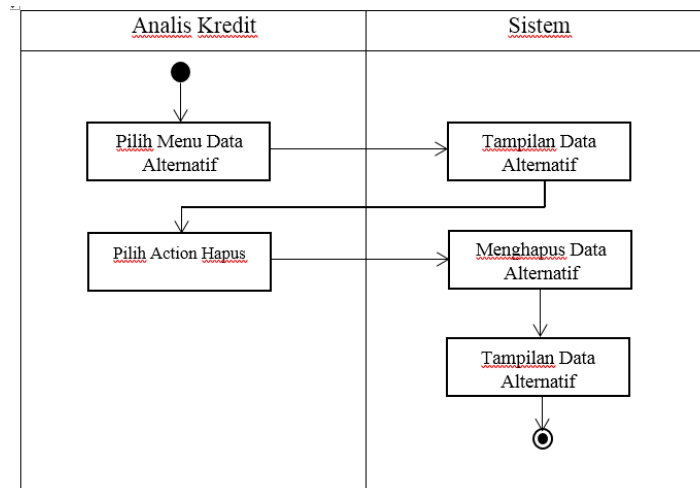 Analis Kredit
Sistem
Pilih Menu Data
Alternatif
Tampilan Data
Alternatif
Pilih Action Hapus
Menghapus Data
Alternatif
Tampilan Data
Alternatif